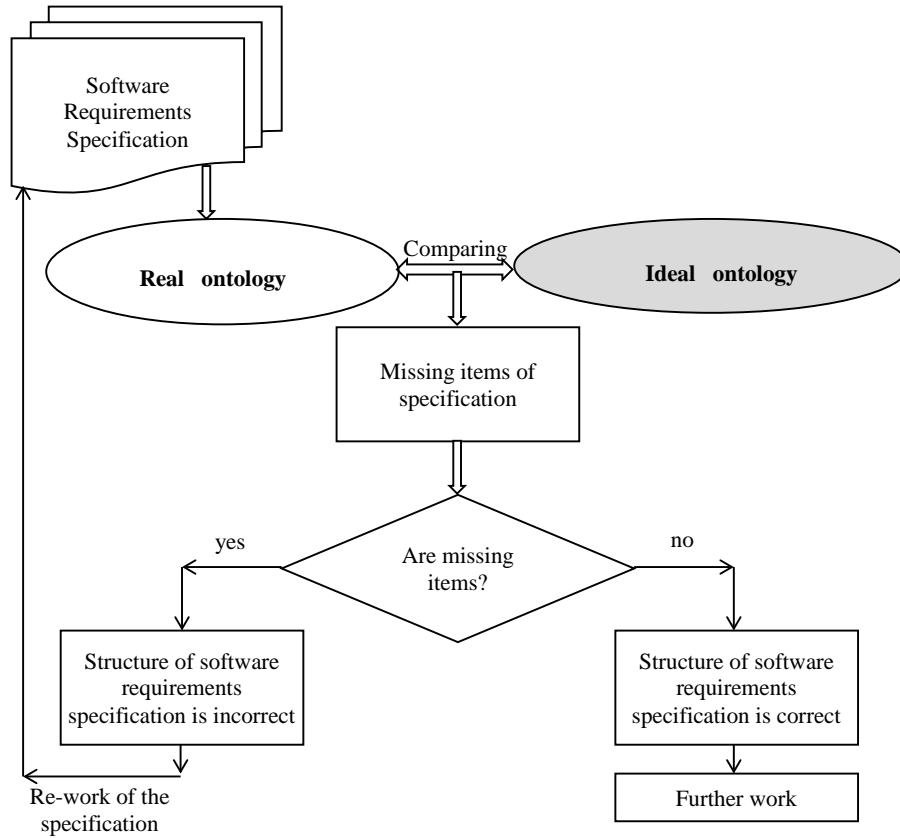 Software
Requirements
Specification
Comparing
Real ontology
Ideal ontology
Missing items of
specification
yes
Are missing
items?
no
Structure of software
requirements
specification is incorrect
Structure of software
requirements
specification is correct
Re-work of the
specification
Further work